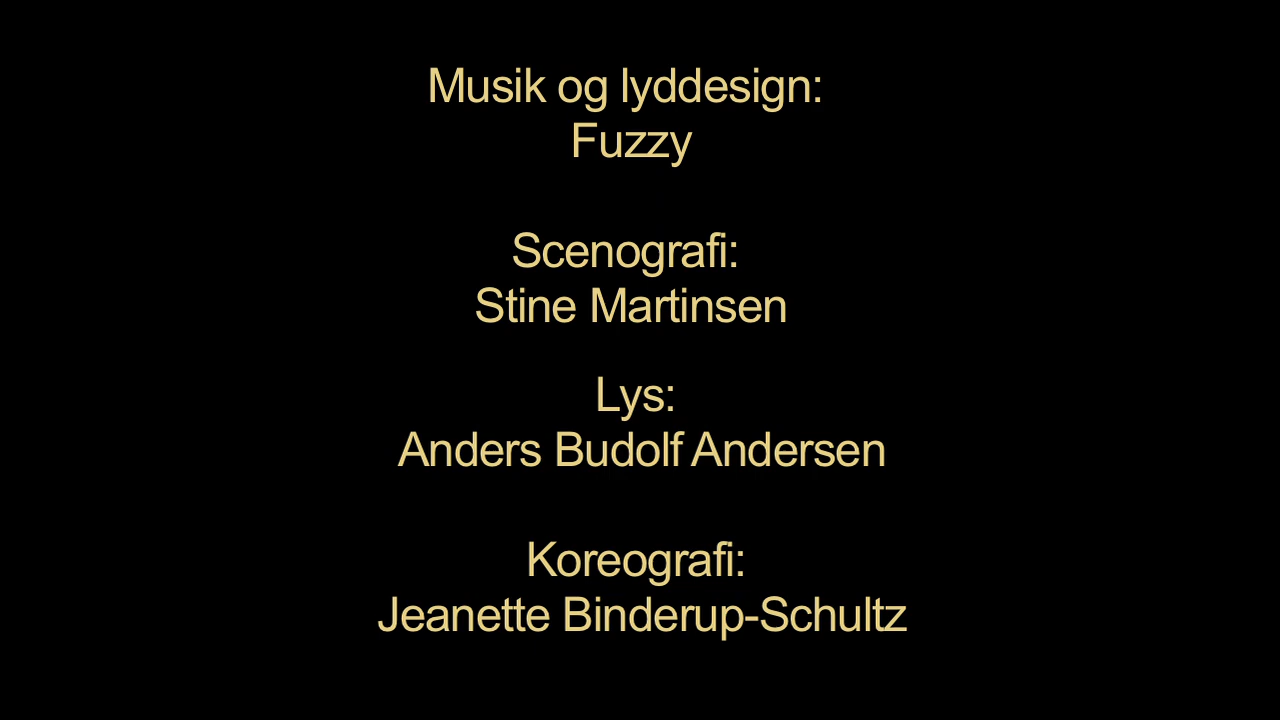 Musik og lyddesign:
Fuzzy
Scenografi:
Stine Martinsen
Lys:
Anders Budolf Andersen
Koreografi:
Jeanette Binderup-Schultz